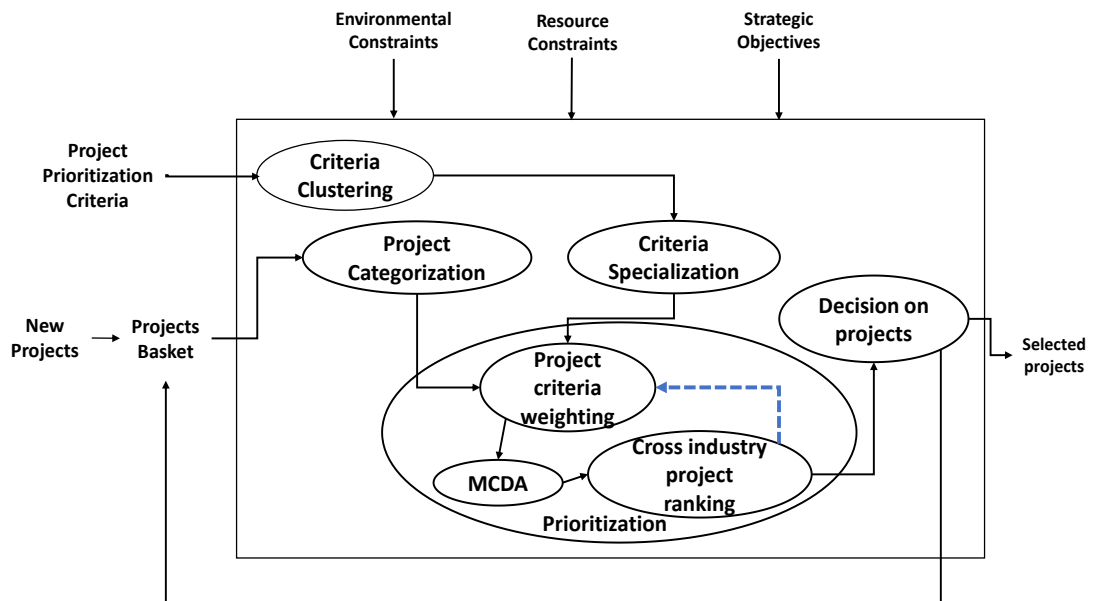 Environmental
Constraints
Resource
Constraints
Strategic
Objectives
Project
Prioritization
Criteria
Criteria
Clustering
Project
Categorization
Criteria
Specialization
New
Projects
Projects
Basket
Decision on
projects
Selected
projects
Project
criteria
weighting
MCDA
Cross industry
project
ranking
Prioritization